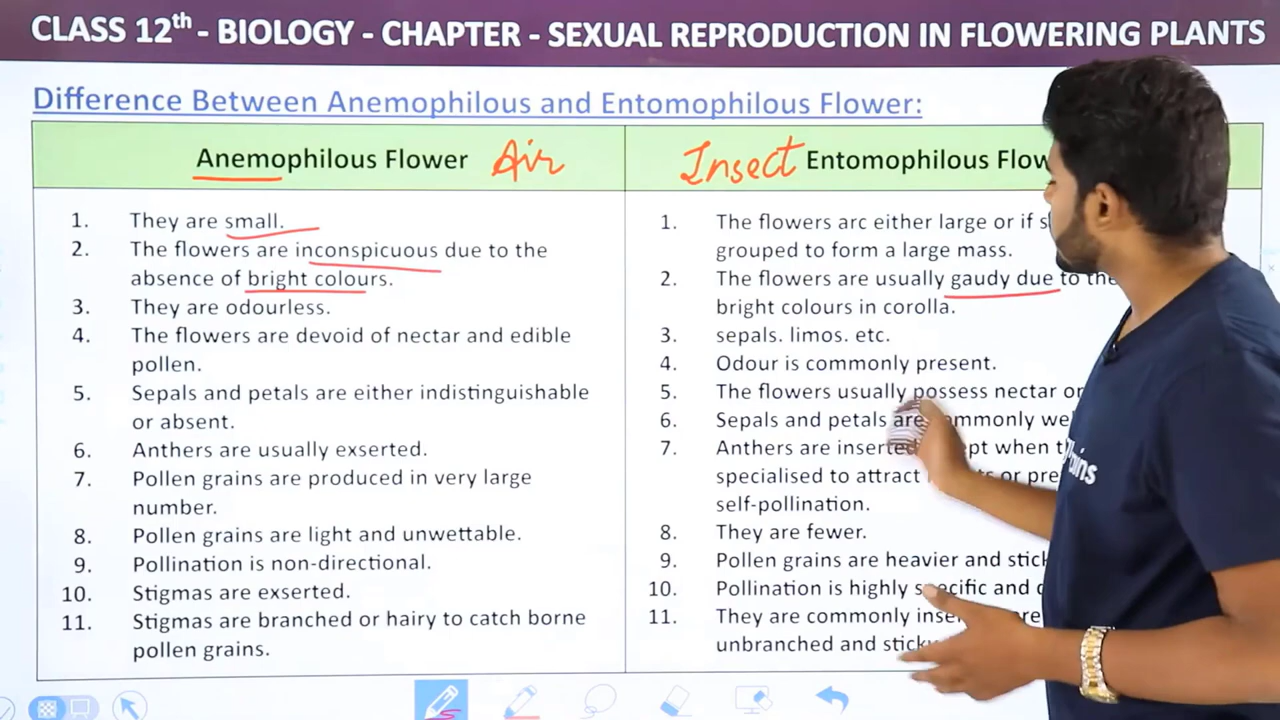 CLASS 12th - BIOLOGY - CHAPTER - SEXUAL REPRODUCTION IN FLOWERING PLANTS
Difference Between Anemophilous and Entomophilous Flower:
Anemophilous Flower Air
1. They are small.
2. The flowers are inconspicuous due to the
absence of bright colours.
3. They are odourless.
4. The flowers are devoid of nectar and edible
pollen.
5. Sepals and petals are either indistinguishable
or absent.
6. Anthers are usually exserted.
7. Pollen grains are produced in very large
number.
8. Pollen grains are light and unwettable.
9. Pollination is non-directional.
10. Stigmas are exserted.
11. Stigmas are branched or hairy to catch borne
pollen grains.
Insect Entomophilous Flow
1. The flowers arc either large or if s
grouped to form a large mass.
2. The flowers are usually gaudy due to the
bright colours in corolla.
3. sepals. limos. etc.
4. Odour is commonly present.
5. The flowers usually possess nectar or
6. Sepals and petals are commonly we
7. Anthers are inserted when
specialised to attract or pre
self-pollination.
8. They are fewer.
9. Pollen grains are heavier and stick
10. Pollination is highly specific and
11. They are commonly
unbranched and sticky